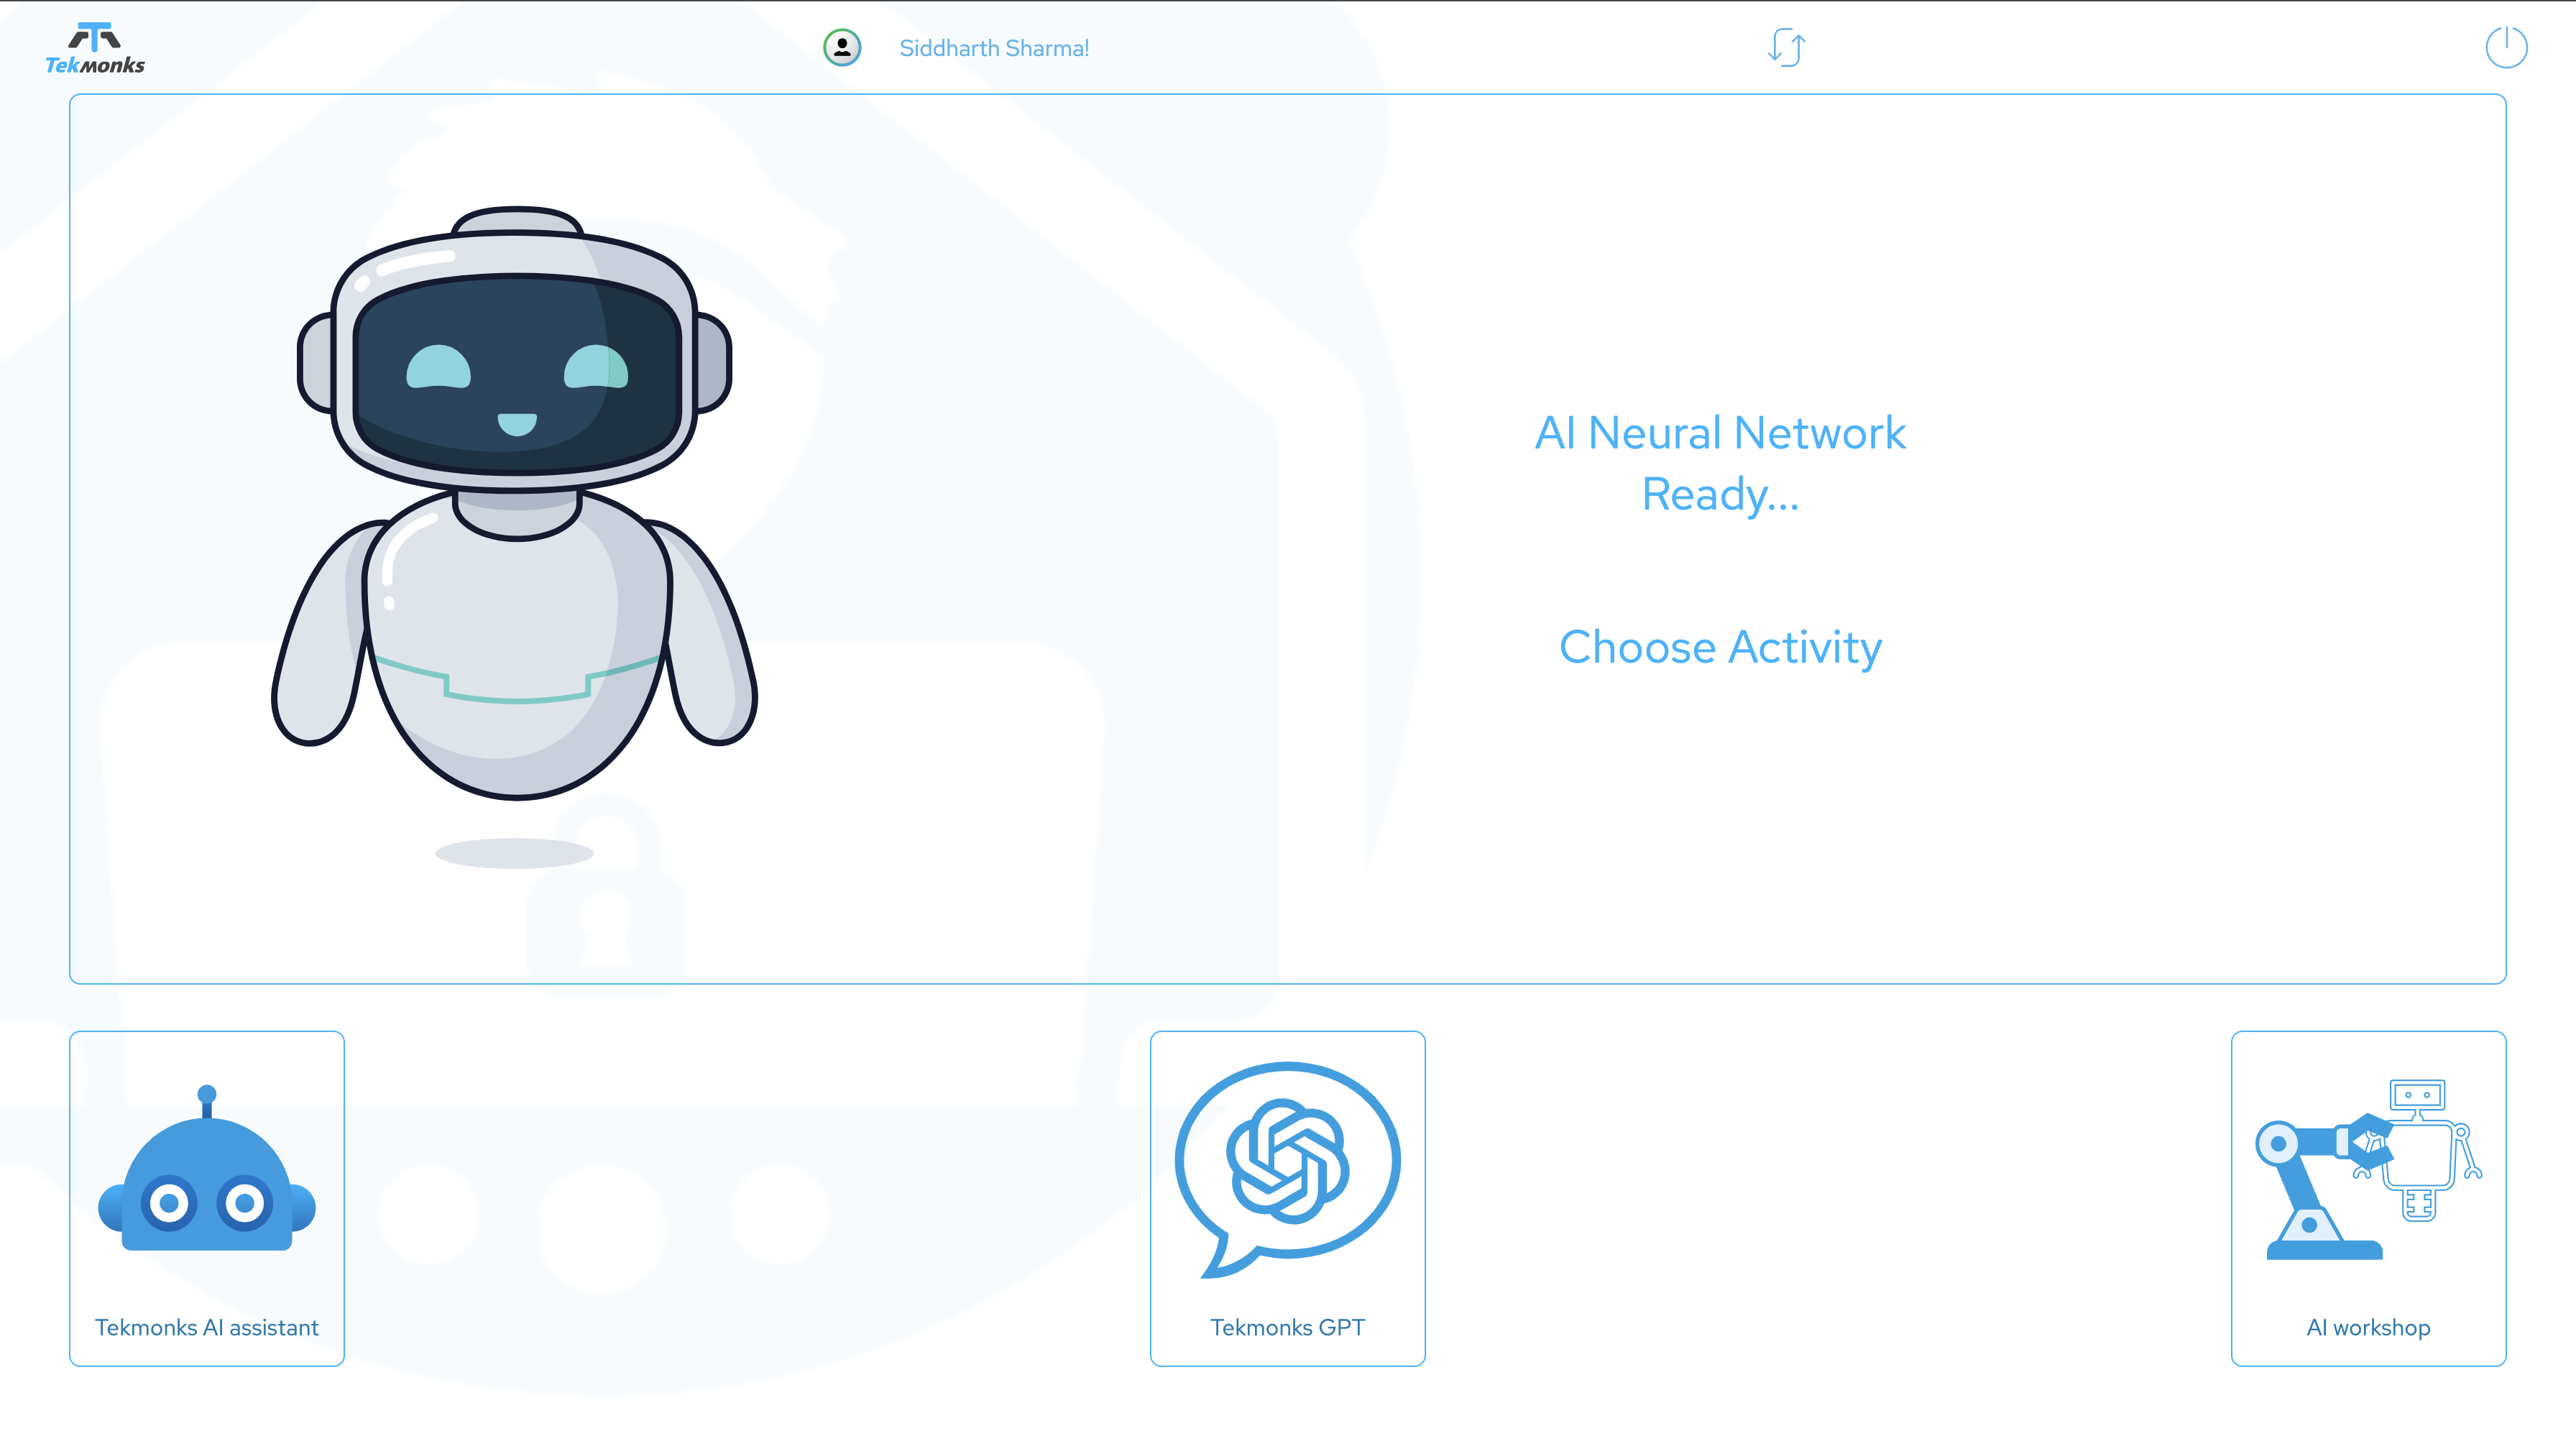 Tekmonks
Siddharth Sharma!
AI Neural Network
Ready...
Choose Activity
Tekmonks AI assistant
Tekmonks GPT
AI workshop